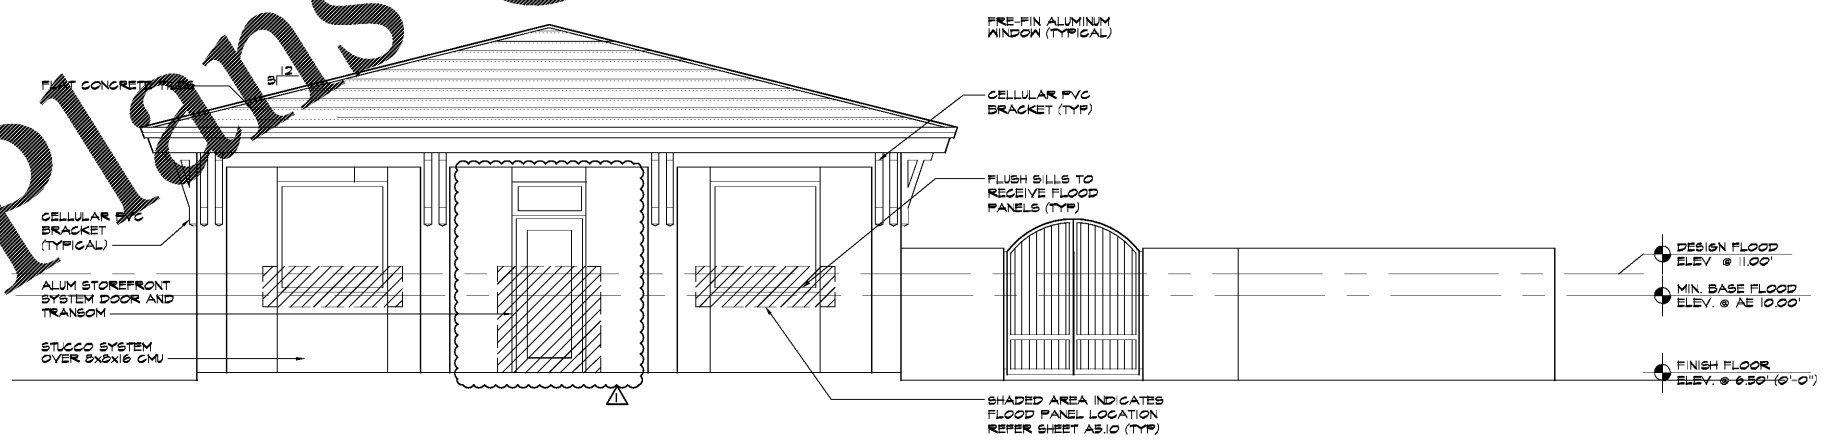 Plans
PRE-FIN ALUMINUM
WINDOW (TYPICAL)
12
3
FLAT CONCRETE TILES
CELLULAR PVC
BRACKET (TYP)
FLUSH SILLS TO
RECEIVE FLOOD
PANELS (TYP)
CELLULAR PVC
BRACKET
(TYPICAL)
DESIGN FLOOD
ELEV @ 11.00'
ALUM STOREFRONT
SYSTEM DOOR AND
TRANSOM
MIN. BASE FLOOD
ELEV. @ AE 10.00'
STUCCO SYSTEM
OVER 8x8x16 CMU
FINISH FLOOR
ELEV. @ 6.50' (0'-0")
1
SHADED AREA INDICATES
FLOOD PANEL LOCATION
REFER SHEET A5.10 (TYP)